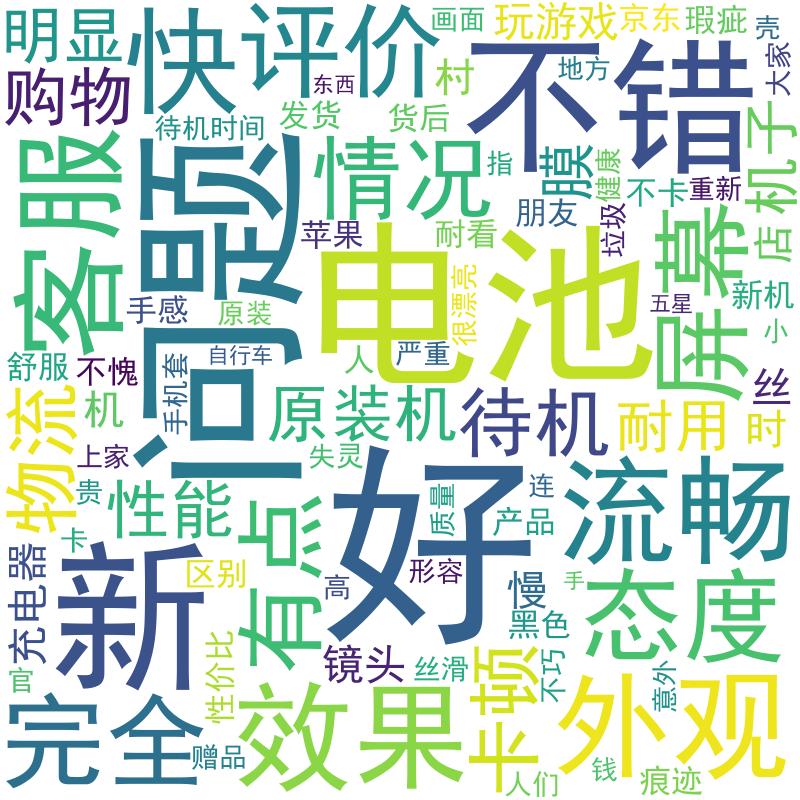 明显
快
评价
画面
玩游戏
京东
瑕疵
壳
购物
东西
村
不错
地方
大家
待机时间
发货
货后
客服
问题
情况
指
膜
健康
不卡
重新
机子
苹果
耐看
朋友
垃圾
屏幕
店
电池
手感
原装
很漂亮
五星
新机
舒服
不愧
自行车
人
严重
小
手机套
物流
机
原装机
待机
耐用
丝
时
上家
失灵
贵
性能
有点
好
质量
连
产品
流畅
卡
充电器
新
区别
高
形容
慢
手
态度
黑色
官
性价比
镜头
丝滑
卡顿
不巧
意外
完全
赠品
效果
外观
人们
钱
痕迹